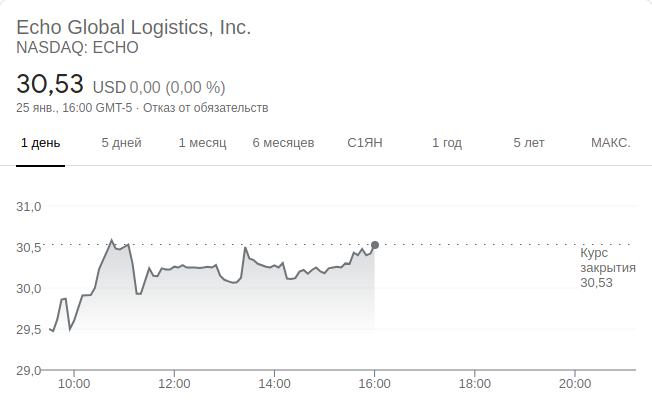 Echo Global Logistics, Inc.
NASDAQ: ECHO
30,53 USD 0,00 (0,00 %)
25 янв., 16:00 GMT-5 · Отказ от обязательств
1 день 5 дней 1 месяц 6 месяцев С1ЯН 1 год 5 лет МАКС.
31,0
30,5
Курс
закрытия
30,53
30,0
29,5
29,0
10:00 12:00 14:00 16:00 18:00 20:00